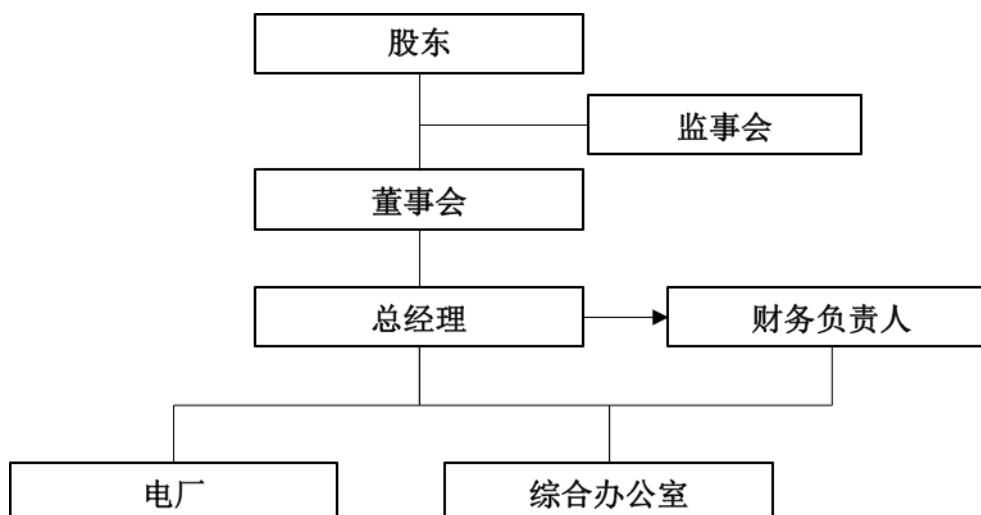 股东
监事会
董事会
总经理
财务负责人
电厂
综合办公室